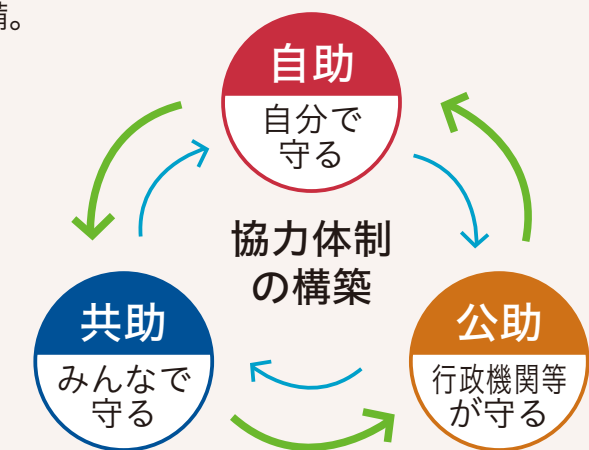 備。
自助
自分で
守る
協力体制
の構築
共助
みんなで
守る
公助
行政機関等
が守る